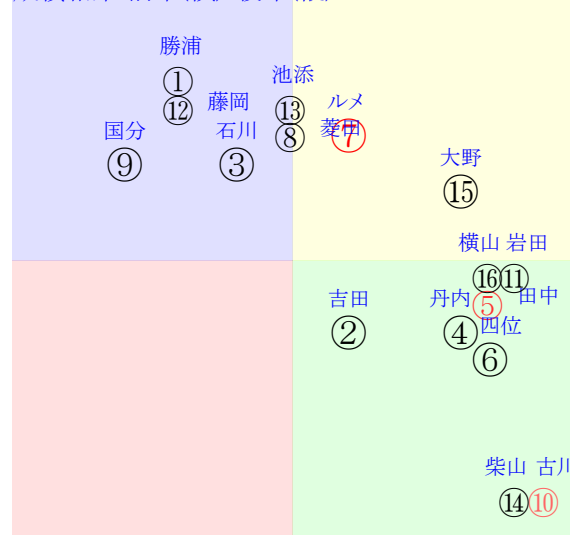 勝浦
①
池添
⑫
藤岡
⑬
ルメ
国分
石川
⑧
菱田
⑦
⑨
③
大野
⑮
横山 岩田
⑯⑪
吉田
丹内
⑤
田中
②
④
四位
⑥
柴山 古川
⑭⑩